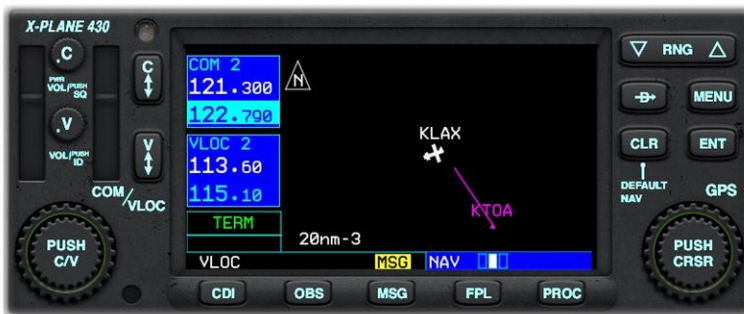 X-PLANE 430
C
PWR
VOL/PUSH
SQ
V
VOL/PUSH
ID
COM/VLOC
PUSH
C/V
C
V
COM 2
121.300
122.790
VLOC 2
113.60
115.10
TERM
N
KLAX
KTOA
20nm-3
VLOC
MSG
NAV
CDI
OBS
MSG
FPL
PROC
RNG
D
MENU
CLR
ENT
DEFAULT
NAV
GPS
PUSH
CRSR